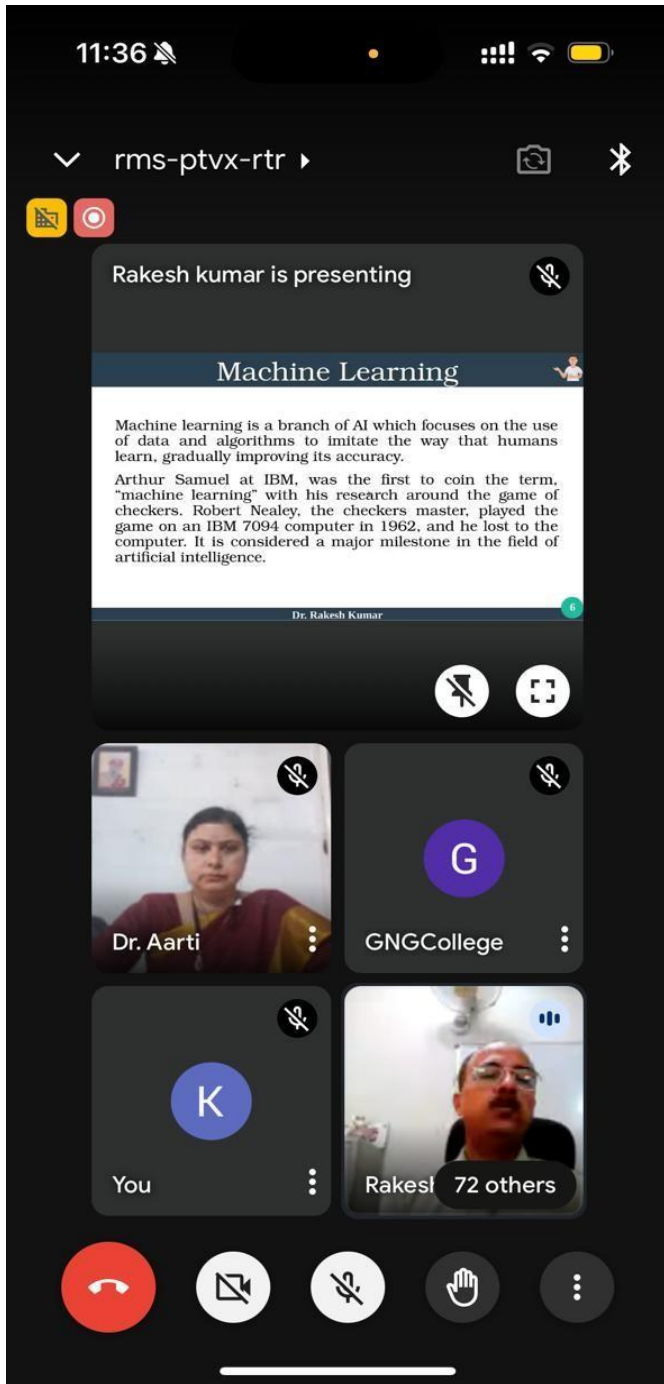 11:36
rms-ptvx-rtr
Rakesh kumar is presenting
Machine Learning
Machine learning is a branch of AI which focuses on the use
of data and algorithms to imitate the way that humans
learn, gradually improving its accuracy.
Arthur Samuel at IBM, was the first to coin the term,
“machine learning” with his research around the game of
checkers. Robert Nealey, the checkers master, played the
game on an IBM 7094 computer in 1962, and he lost to the
computer. It is considered a major milestone in the field of
artificial intelligence.
Dr. Rakesh Kumar
6
Dr. Aarti
G
GNGCollege
K
You
Rakesh
72 others